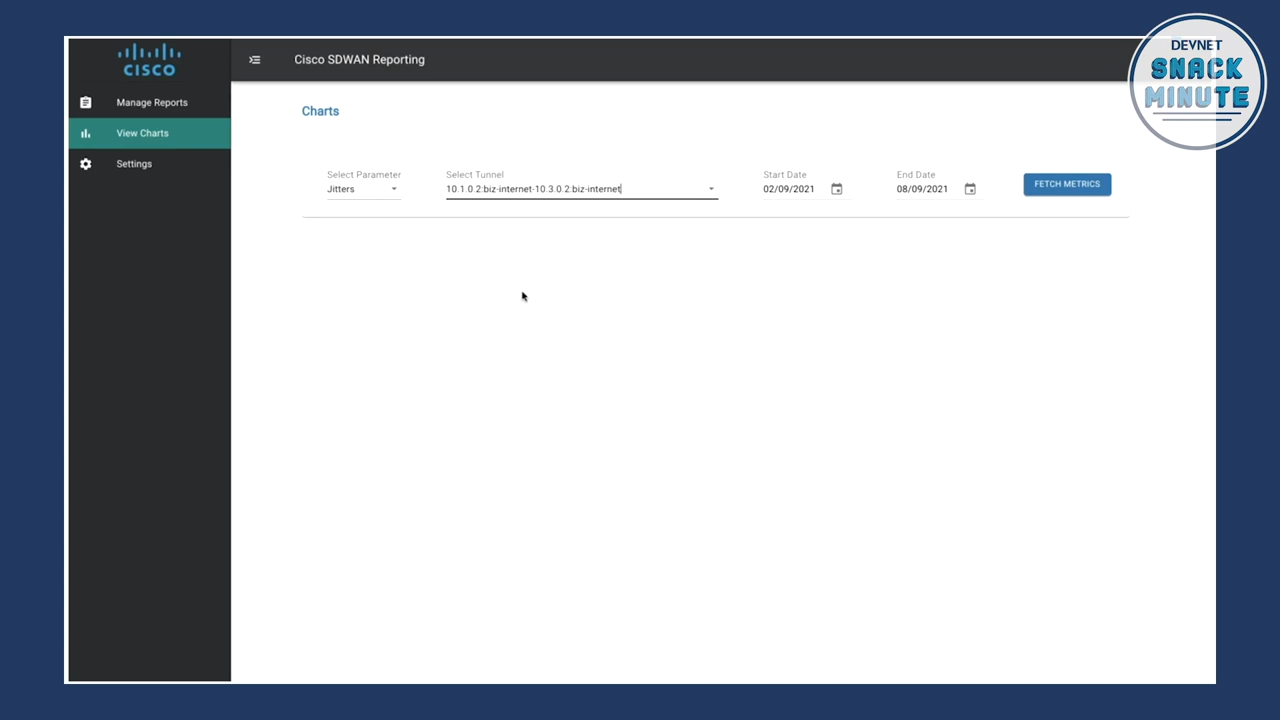 CISCO
Manage Reports
View Charts
Settings
Cisco SDWAN Reporting
DEVNET
SNACK
MINUTE
Charts
Select Parameter
Jitters
Select Tunnel
10.1.0.2:biz-internet-10.3.0.2:biz-internet
Start Date
02/09/2021
End Date
08/09/2021
FETCH METRICS